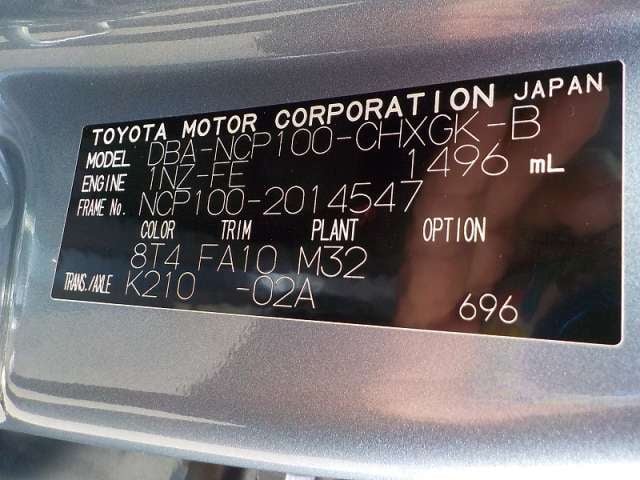 TOYOTA MOTOR CORPORATION JAPAN
MODEL DBA-NCP100-CHXGK-B
ENGINE 1NZ-FE 1496 mL
FRAME No. NCP100-2014547
COLOR TRIM PLANT OPTION
8T4 FA10 M32
TRANS./AXLE K210 -02A
696